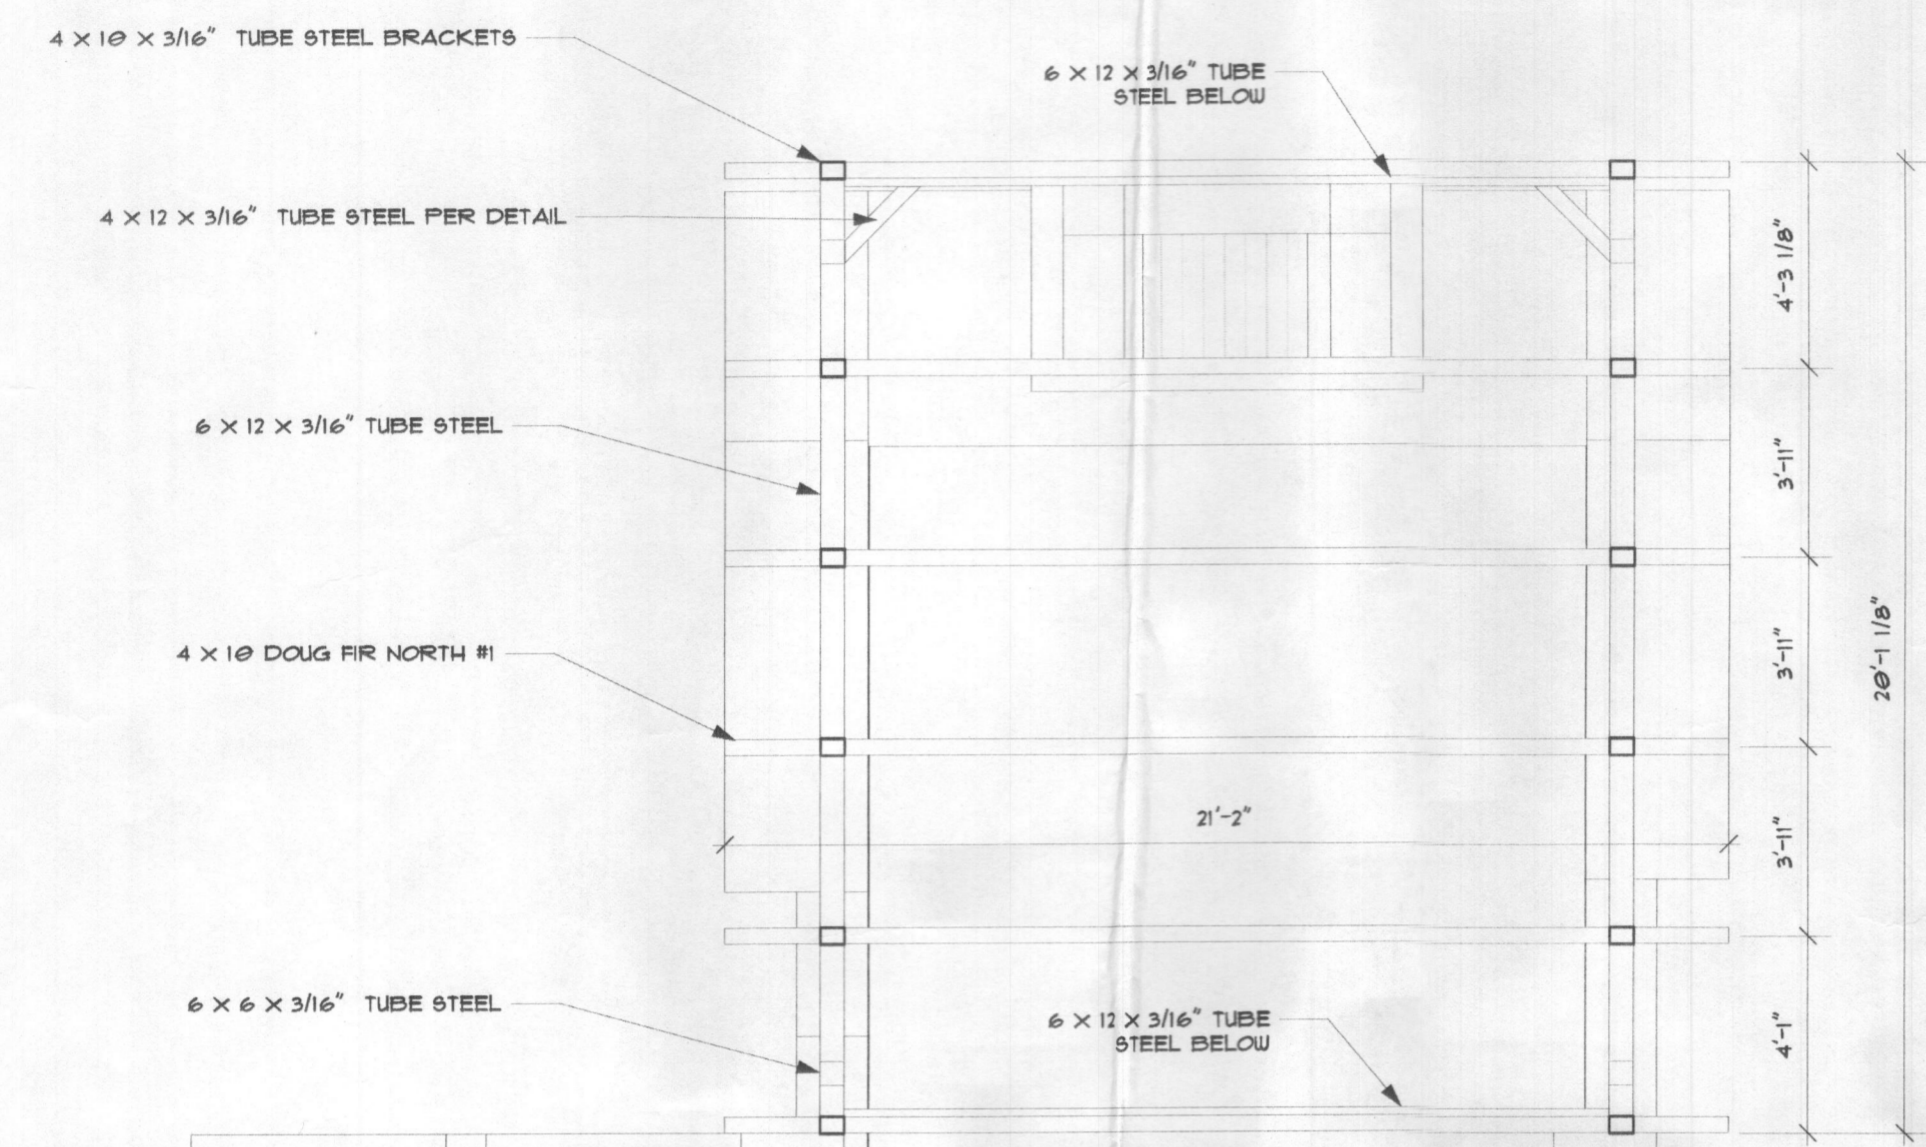 4 X 10 X 3/16" TUBE STEEL BRACKETS
6 X 12 X 3/16" TUBE
STEEL BELOW
4 X 12 X 3/16" TUBE STEEL PER DETAIL
4'-3 1/8"
6 X 12 X 3/16" TUBE STEEL
3'-11"
4 X 10 DOUG FIR NORTH #1
3'-11"
20'-1 1/8"
21'-2"
3'-11"
6 X 6 X 3/16" TUBE STEEL
6 X 12 X 3/16" TUBE
STEEL BELOW
4'-1"